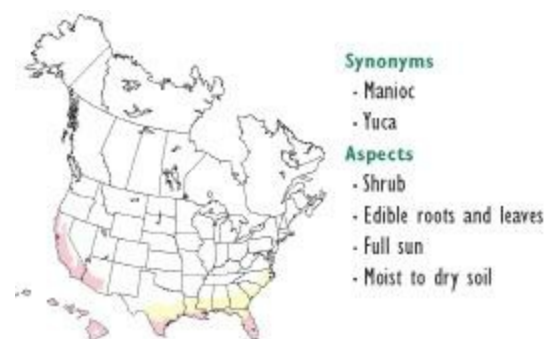 Synonyms
- Manioc
- Yuca
Aspects
- Shrub
- Edible roots and leaves
- Full sun
- Moist to dry soil